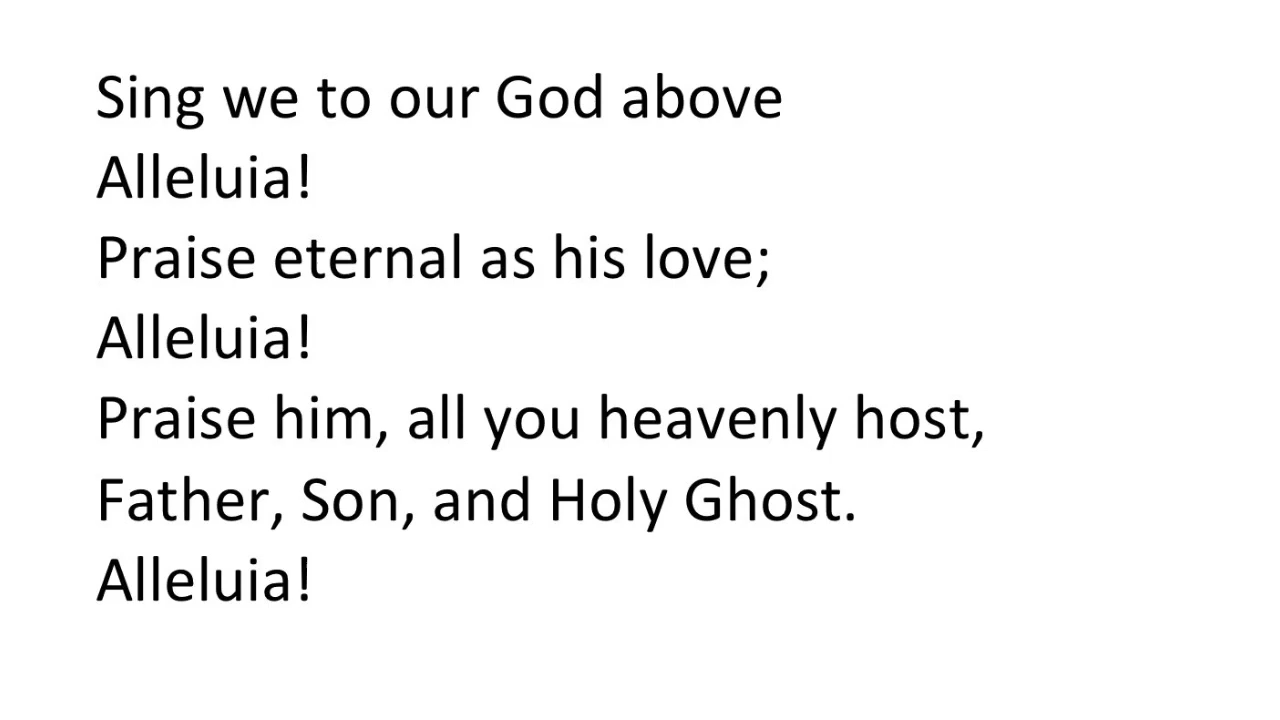 Sing we to our God above
Alleluia!
Praise eternal as his love;
Alleluia!
Praise him, all you heavenly host,
Father, Son, and Holy Ghost.
Alleluia!